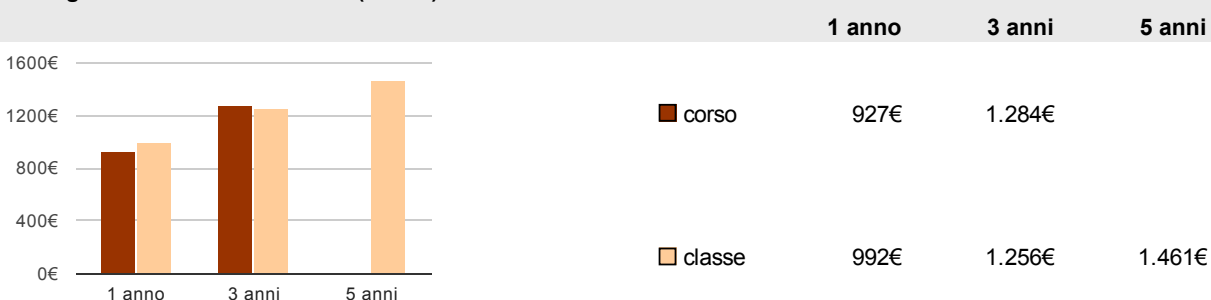 1 anno 3 anni 5 anni
1600€
1200€
800€
400€
0€
1 anno 3 anni 5 anni
corso 927€ 1.284€
classe 992€ 1.256€ 1.461€